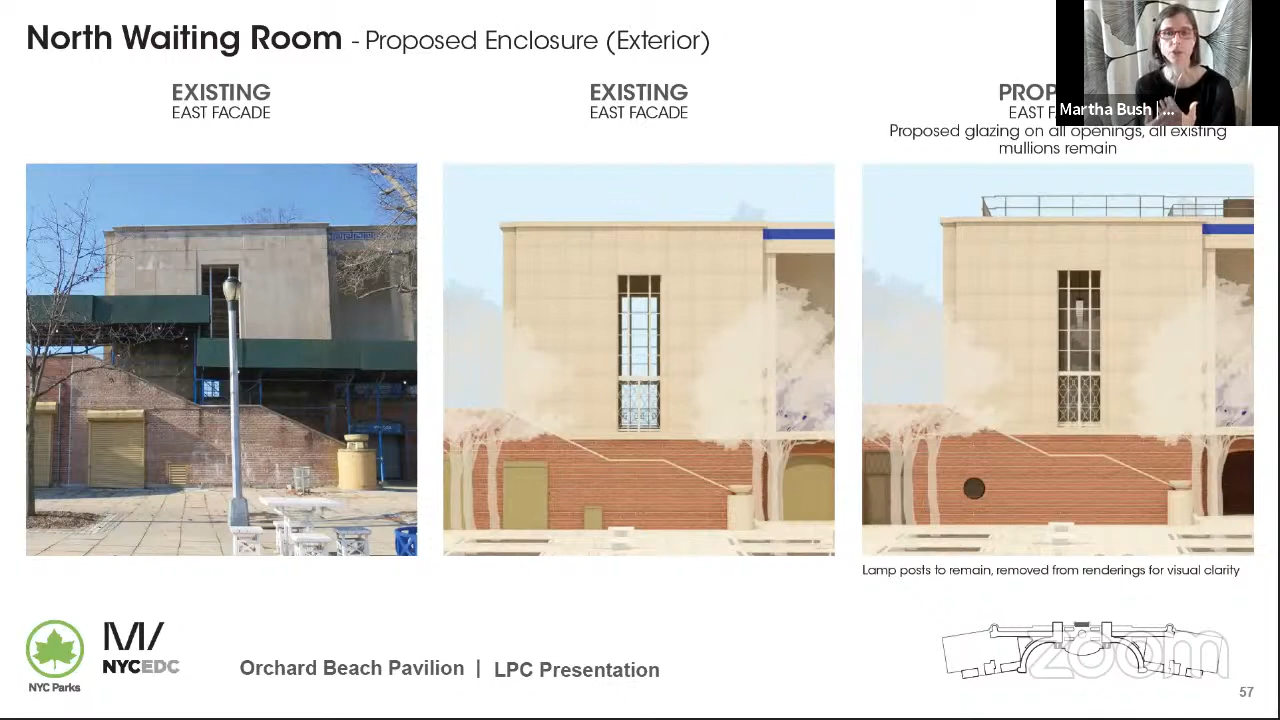 North Waiting Room - Proposed Enclosure (Exterior)
EXISTING
EAST FACADE
EXISTING
EAST FACADE
PROP
EAST F
Martha Bush | ...
Proposed glazing on all openings, all existing
mullions remain
Lamp posts to remain, removed from renderings for visual clarity
NYC Parks
M/
NYCEDC
Orchard Beach Pavilion | LPC Presentation
zoom
57